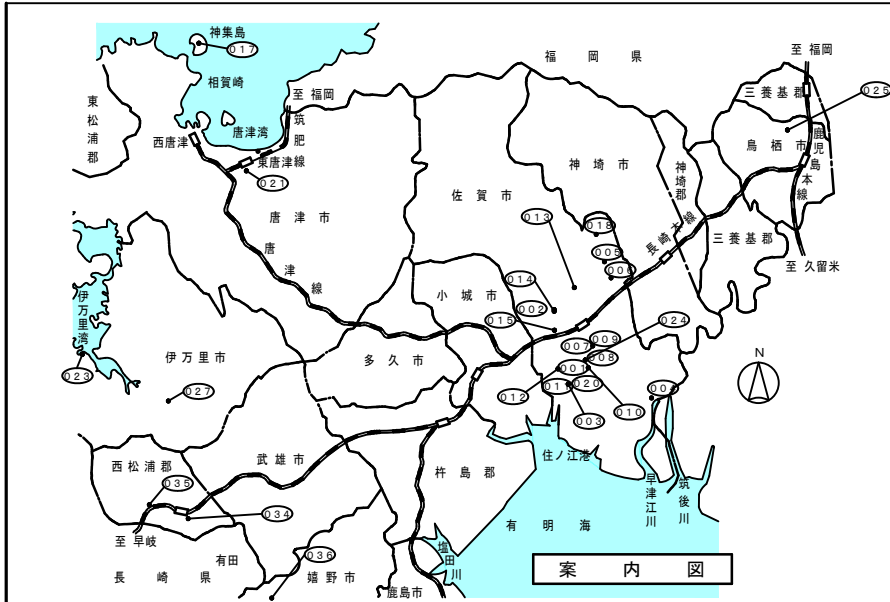 神集島
017
相賀崎
至 福岡
福岡県
至 福岡
三養基郡
025
東松浦郡
西唐津
唐津湾
筑肥線
東唐津
021
鳥栖市
鹿児島本線
神埼市
神埼郡
佐賀市
唐津市
唐津線
013
018
005
006
長崎本線
三養基郡
至 久留米
014
002
015
小城市
伊万里湾
023
伊万里市
027
多久市
009
024
007
008
001
012
020
003
010
004
N
西松浦郡
武雄市
035
034
杵島郡
住ノ江港
早津江川
筑後川
至 早岐
有田
036
塩田川
有明海
長崎県
嬉野市
鹿島市
案内図